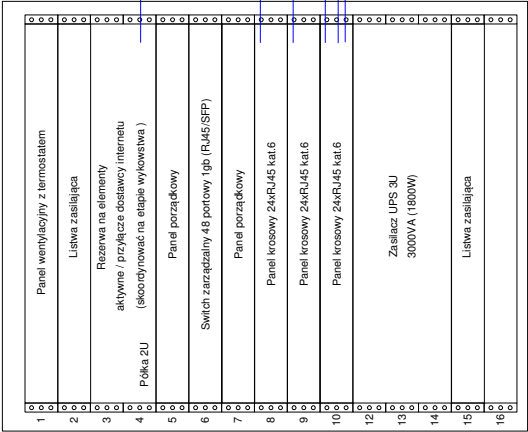 1
Panel wentylacyjny z termostatem
2
Listwa zasilająca
3
Rezerwa na elementy
aktywne / przyłącze dostawcy internetu
4
(skoordynować na etapie wykowstwa )
Półka 2U
5
Panel porządkowy
6
Switch zarządzalny 48 portowy 1gb (RJ45/SFP)
7
Panel porządkowy
8
Panel krosowy 24xRJ45 kat.6
9
Panel krosowy 24xRJ45 kat.6
10
Panel krosowy 24xRJ45 kat.6
12
13
14
Zasilacz UPS 3U
3000VA (1800W)
15
Listwa zasilająca
16